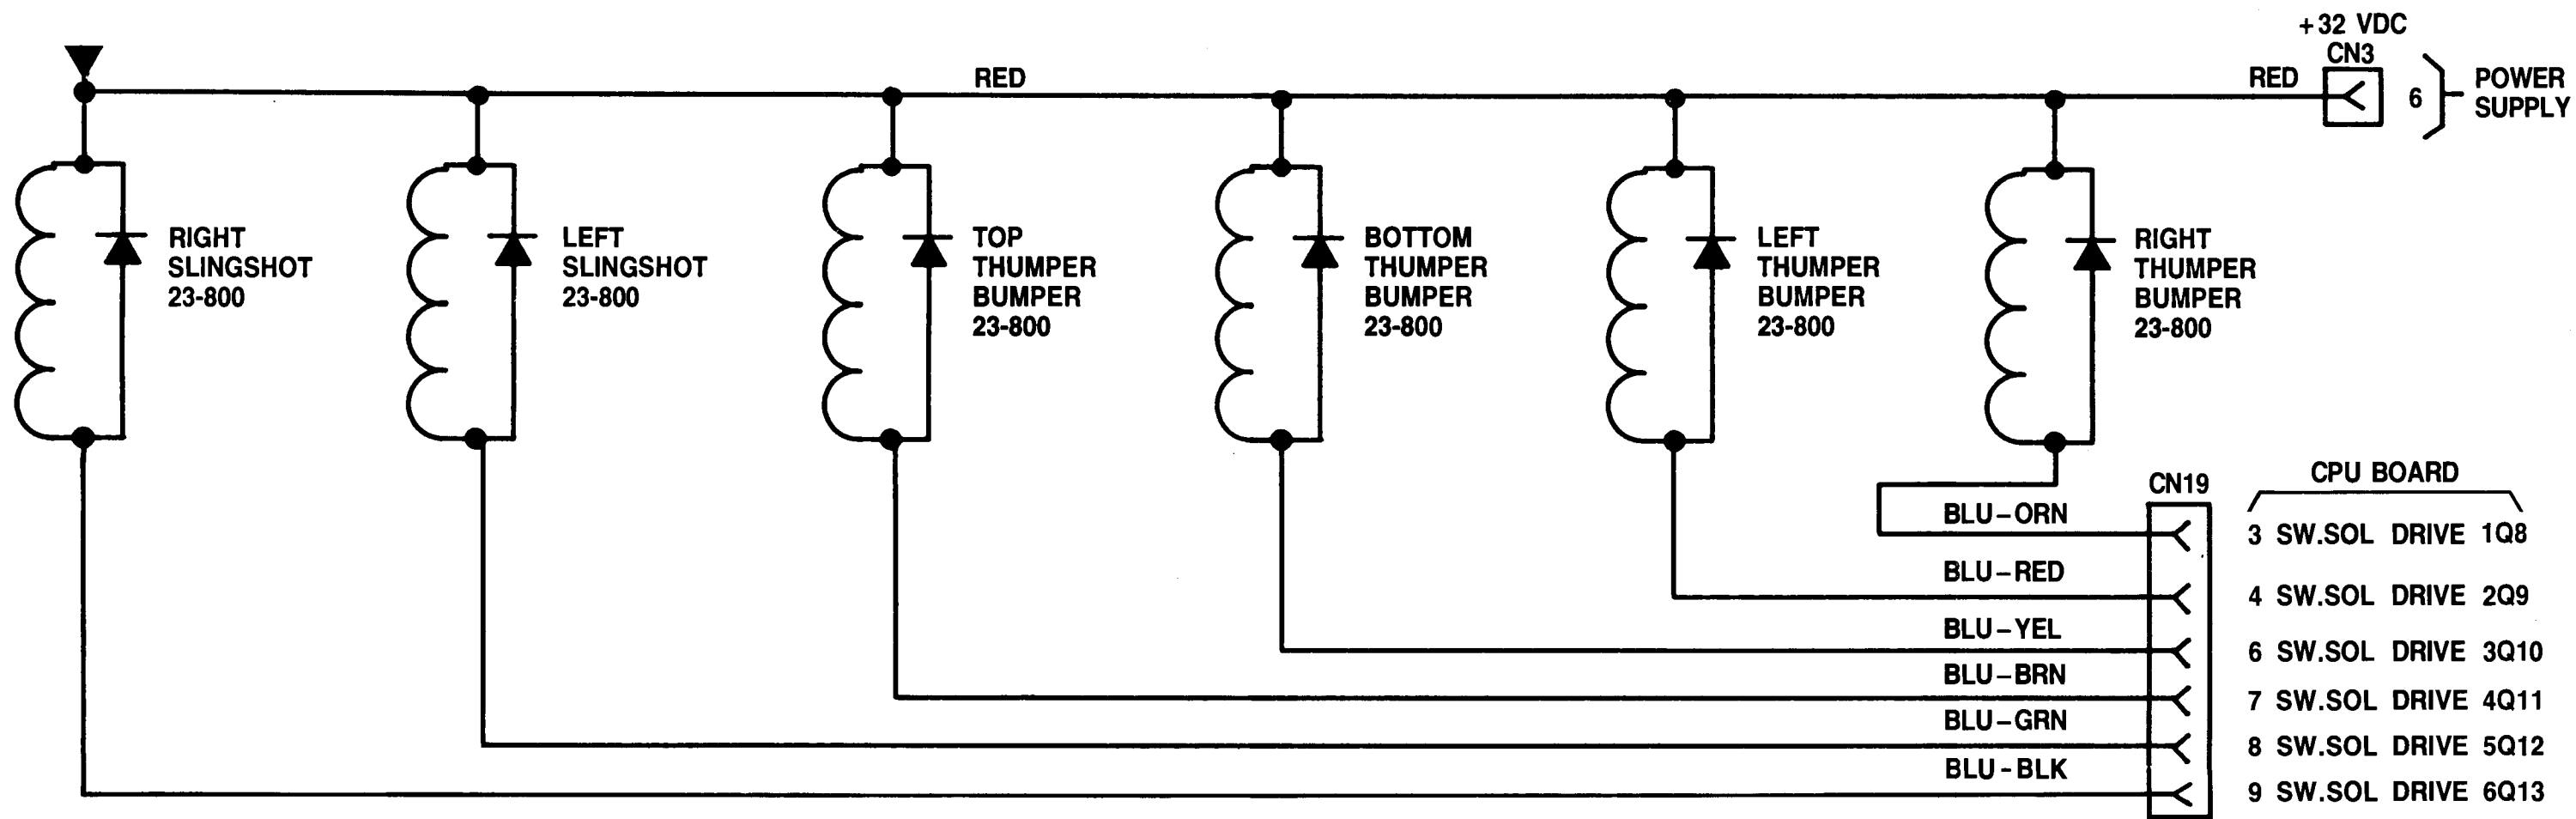 +32 VDC
CN3
RED
RED
6
POWER
SUPPLY
RIGHT
SLINGSHOT
23-800
LEFT
SLINGSHOT
23-800
TOP
THUMPER
BUMPER
23-800
BOTTOM
THUMPER
BUMPER
23-800
LEFT
THUMPER
BUMPER
23-800
RIGHT
THUMPER
BUMPER
23-800
CPU BOARD
CN19
BLU-ORN
3 SW.SOL DRIVE 1Q8
BLU-RED
4 SW.SOL DRIVE 2Q9
BLU-YEL
6 SW.SOL DRIVE 3Q10
BLU-BRN
7 SW.SOL DRIVE 4Q11
BLU-GRN
8 SW.SOL DRIVE 5Q12
BLU-BLK
9 SW.SOL DRIVE 6Q13